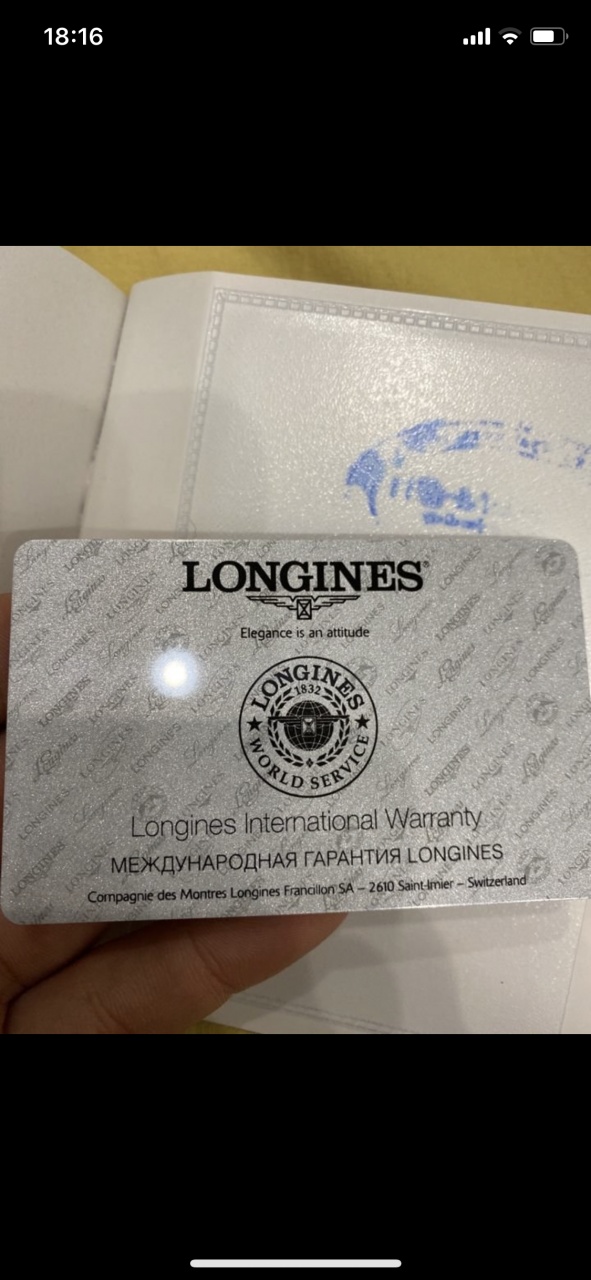 18:16
LONGINES®
Elegance is an attitude
LONGINES
1832
WORLD SERVICE
Longines International Warranty
МЕЖДУНАРОДНАЯ ГАРАНТИЯ LONGINES
Compagnie des Montres Longines Francillon SA – 2610 Saint-Imier – Switzerland